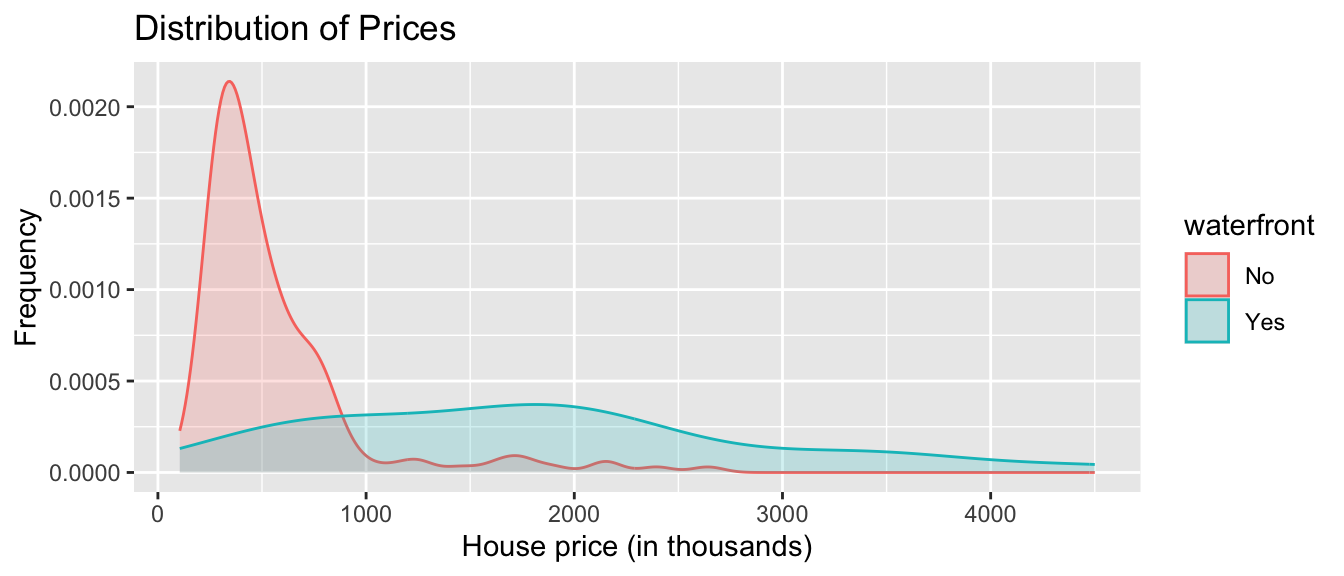 Distribution of Prices
0.0020
0.0015
0.0010
0.0005
0.0000
Frequency
0 1000 2000 3000 4000
House price (in thousands)
waterfront
No
Yes